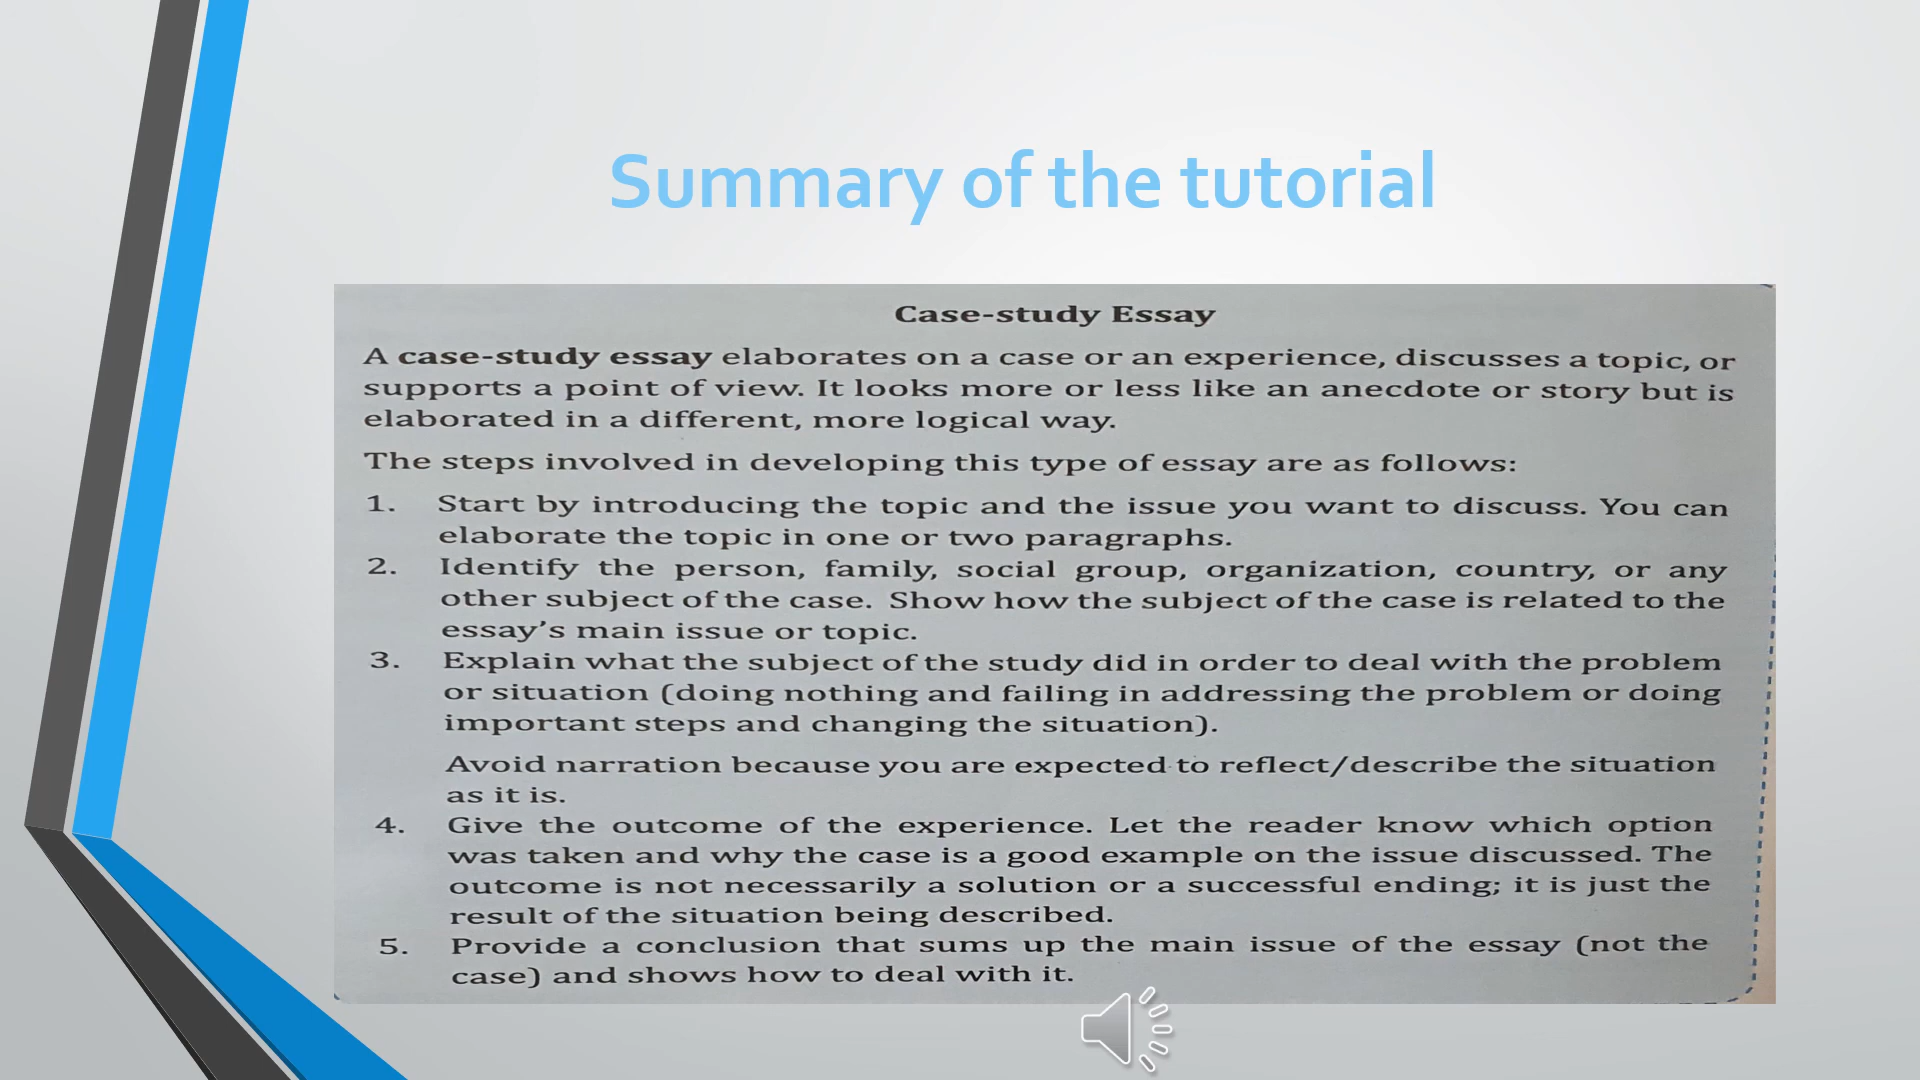 Summary of the tutorial
Case-study Essay
A case-study essay elaborates on a case or an experience, discusses a topic, or
supports a point of view. It looks more or less like an anecdote or story but is
elaborated in a different, more logical way.
The steps involved in developing this type of essay are as follows:
1. Start by introducing the topic and the issue you want to discuss. You can
elaborate the topic in one or two paragraphs.
2. Identify the person, family, social group, organization, country, or any
other subject of the case. Show how the subject of the case is related to the
essay's main issue or topic.
3. Explain what the subject of the study did in order to deal with the problem
or situation (doing nothing and failing in addressing the problem or doing
important steps and changing the situation).
Avoid narration because you are expected to reflect/describe the situation
as it is.
4. Give the outcome of the experience. Let the reader know which option
was taken and why the case is a good example on the issue discussed. The
outcome is not necessarily a solution or a successful ending; it is just the
result of the situation being described.
5. Provide a conclusion that sums up the main issue of the essay (not the
case) and shows how to deal with it.